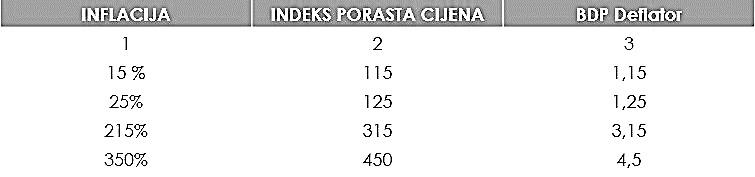 INFLACIJA INDEKS PORASTA CIJENA BDP Deflator
1 2 3
15 % 115 1,15
25% 125 1,25
215% 315 3,15
350% 450 4,5